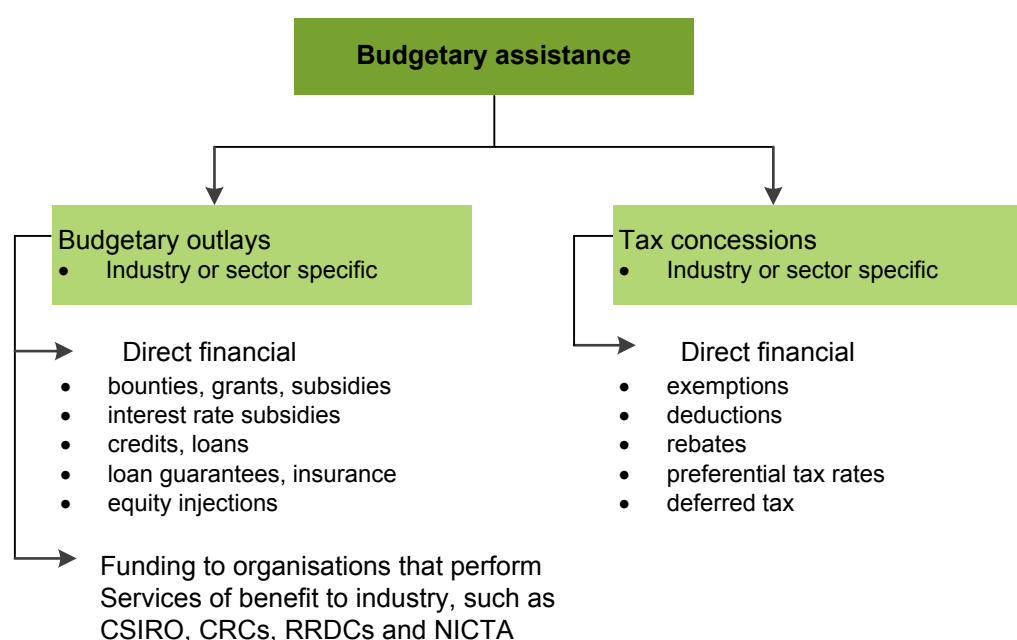 Budgetary assistance
Budgetary outlays
• Industry or sector specific
Direct financial
• bounties, grants, subsidies
• interest rate subsidies
• credits, loans
• loan guarantees, insurance
• equity injections
Funding to organisations that perform
Services of benefit to industry, such as
CSIRO, CRCs, RRDCs and NICTA
Tax concessions
• Industry or sector specific
Direct financial
• exemptions
• deductions
• rebates
• preferential tax rates
• deferred tax